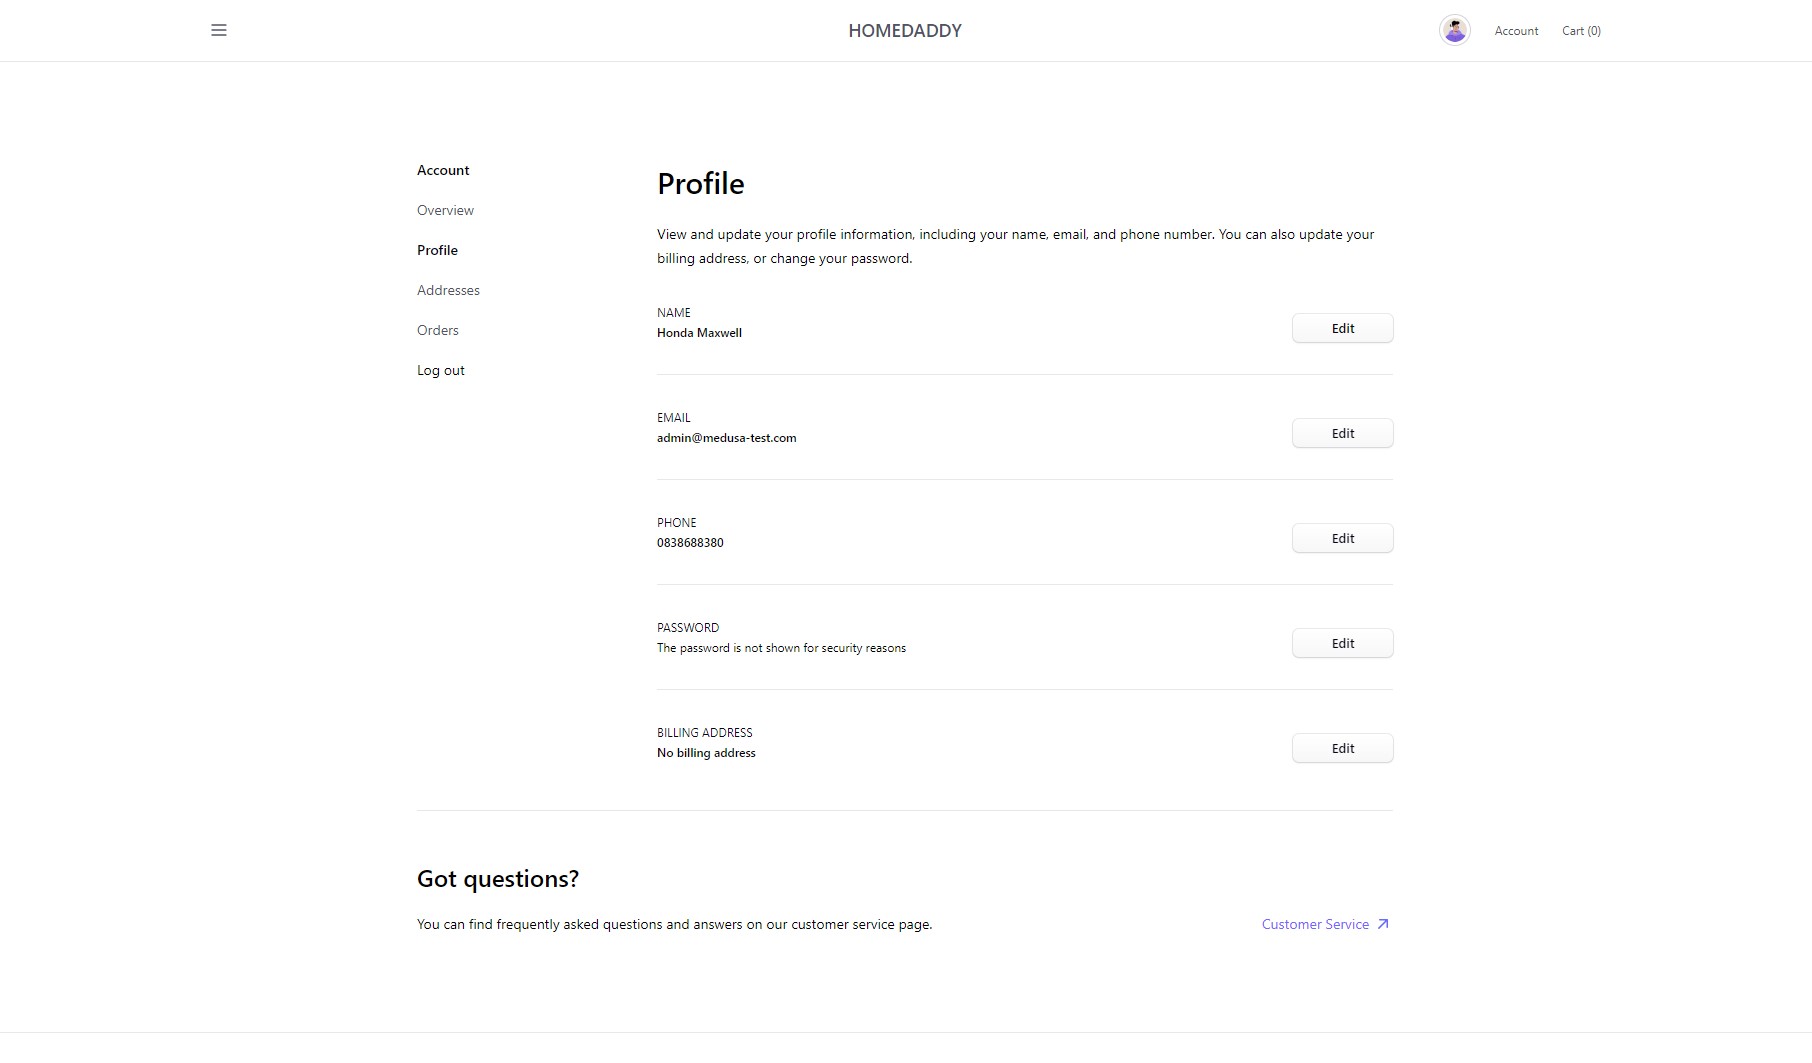 HOMEDADDY
Account
Cart (0)
Account
Overview
Profile
Addresses
Orders
Log out
Profile
View and update your profile information, including your name, email, and phone number. You can also update your
billing address, or change your password.
NAME
Honda Maxwell
Edit
EMAIL
admin@medusa-test.com
Edit
PHONE
0838688380
Edit
PASSWORD
The password is not shown for security reasons
Edit
BILLING ADDRESS
No billing address
Edit
Got questions?
You can find frequently asked questions and answers on our customer service page.
Customer Service